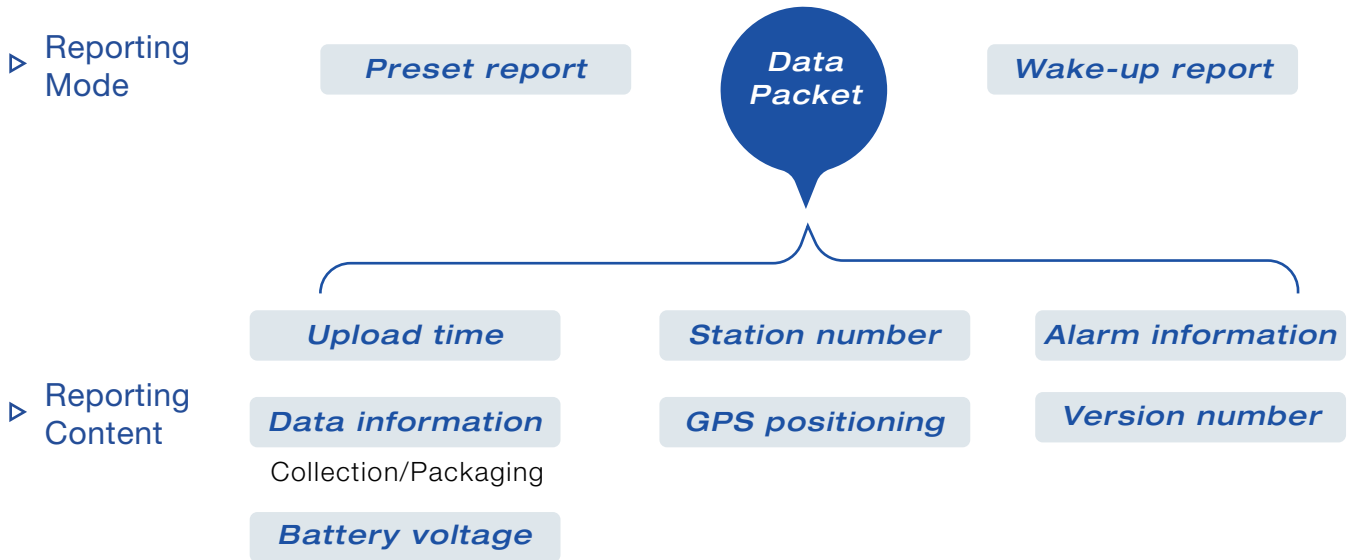 Reporting
Mode
Preset report
Data
Packet
Wake-up report
Upload time
Station number
Alarm information
Reporting
Content
Data information
GPS positioning
Version number
Collection/Packaging
Battery voltage